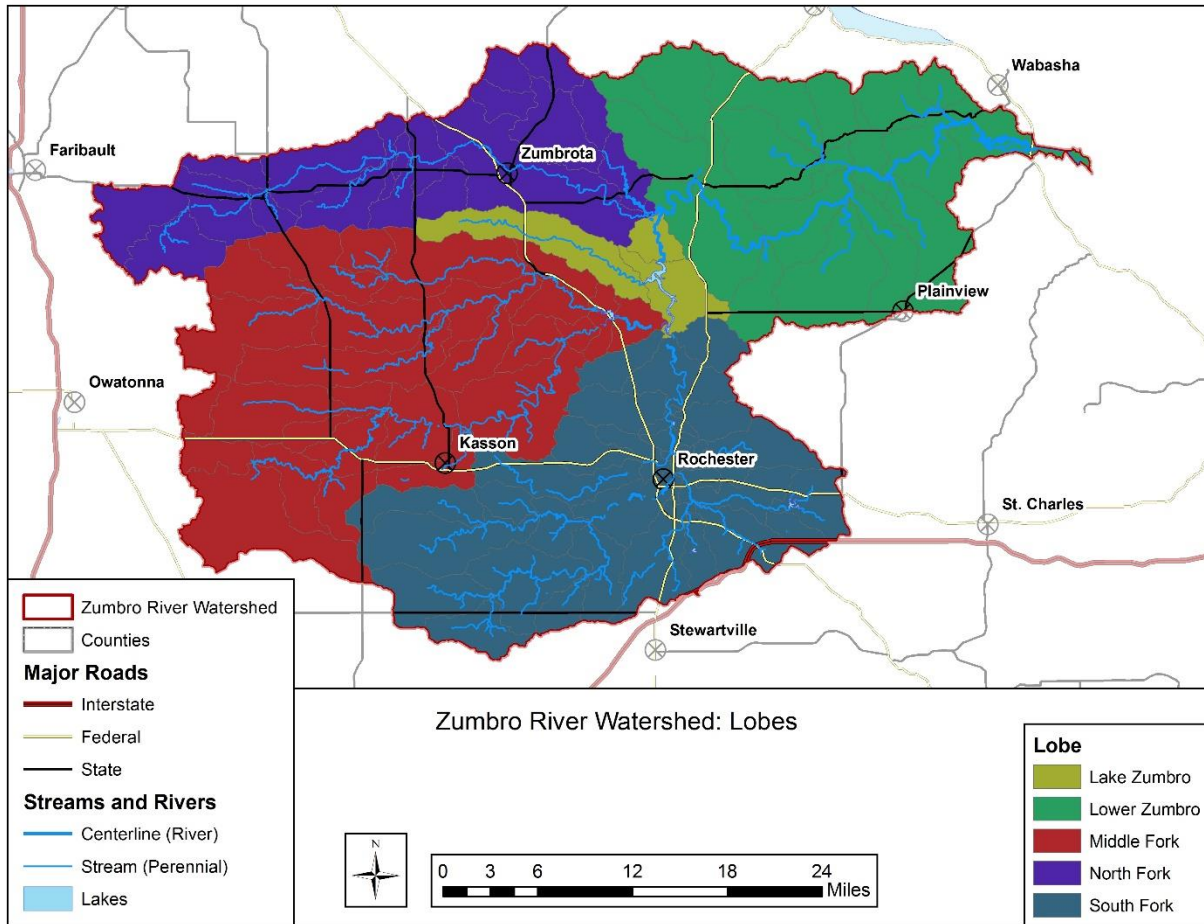 Wabasha
Faribault
Zumbrota
Plainview
Owatonna
Kasson
Rochester
St. Charles
Stewartville
Zumbro River Watershed
Counties
Major Roads
Interstate
Federal
State
Streams and Rivers
Centerline (River)
Stream (Perennial)
Lakes
Zumbro River Watershed: Lobes
N
0 3 6 12 18 24
Miles
Lobe
Lake Zumbro
Lower Zumbro
Middle Fork
North Fork
South Fork